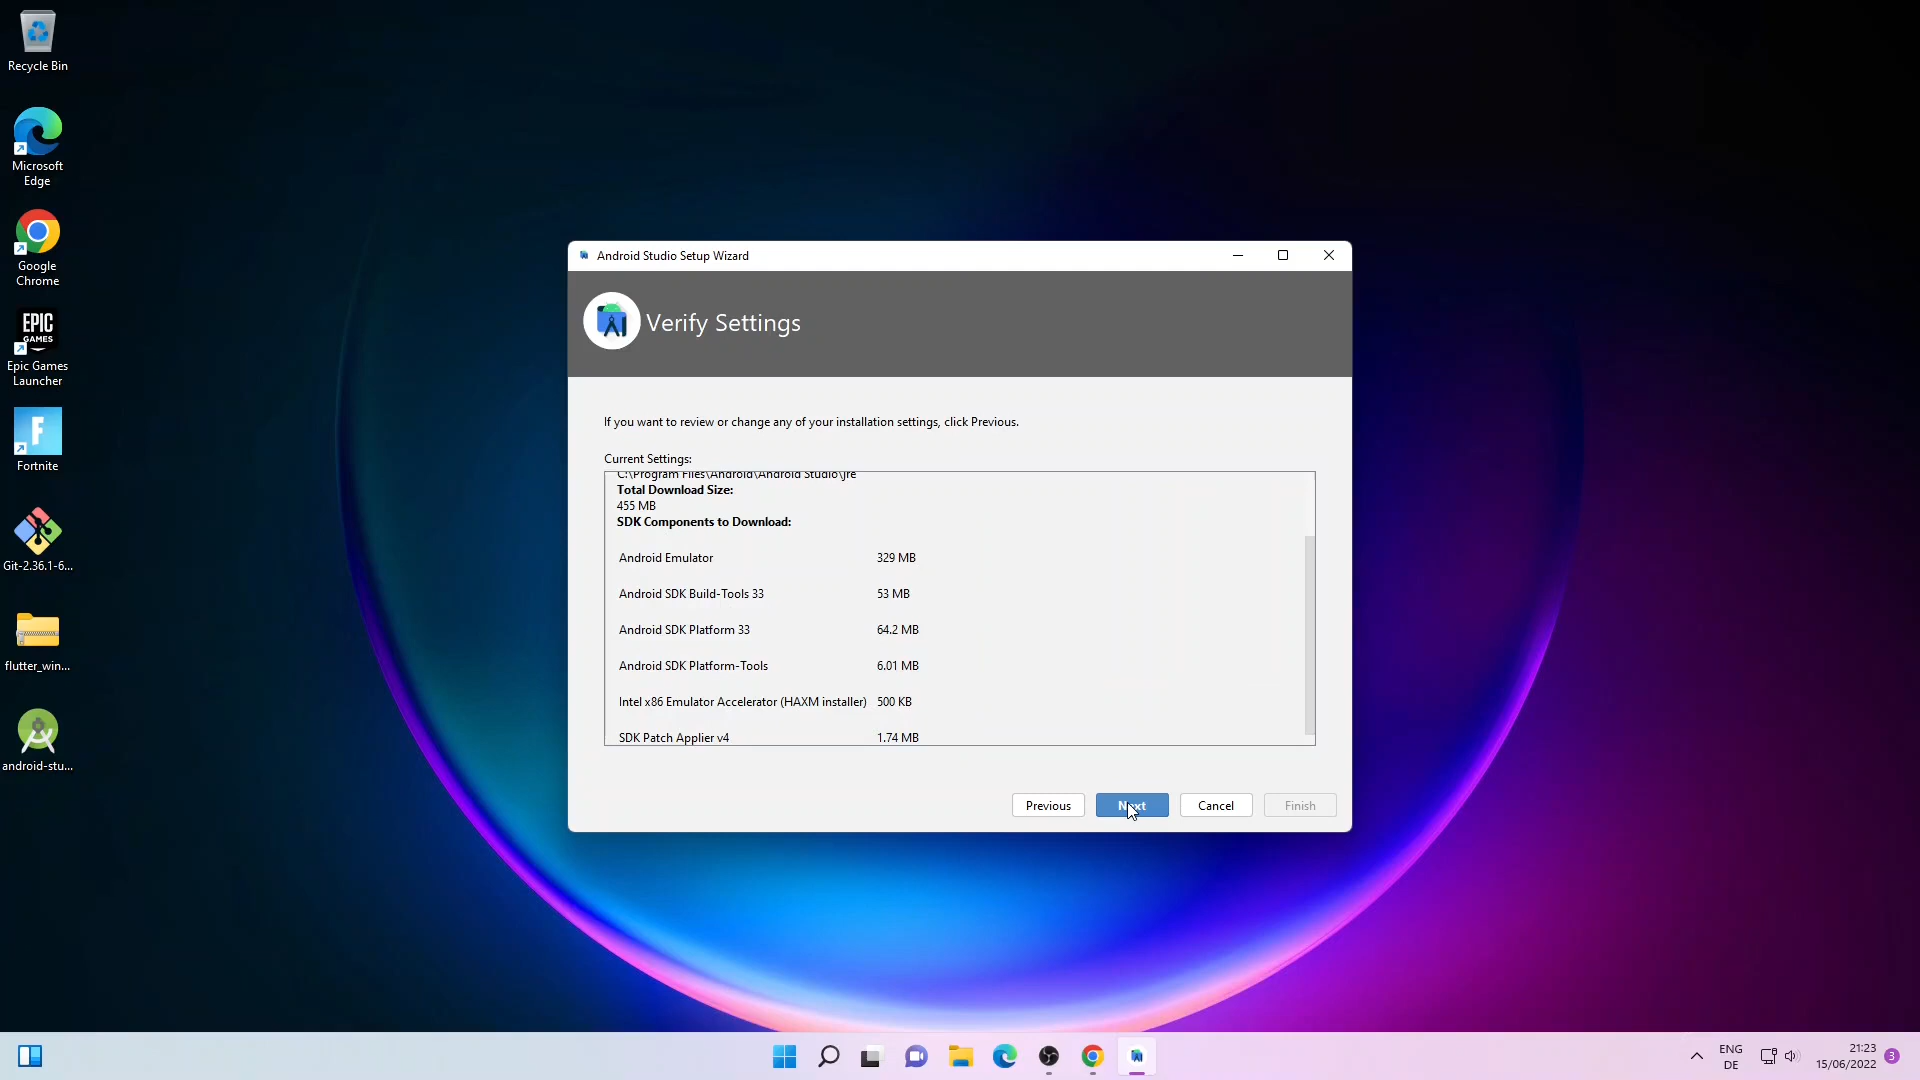 Recycle Bin
Microsoft
Edge
Google
Chrome
EPIC
GAMES
Epic Games
Launcher
F
Fortnite
Git-2.36.1-6...
flutter_win...
android-stu...
Android Studio Setup Wizard
Verify Settings
If you want to review or change any of your installation settings, click Previous.
Current Settings:
C:\Program Files\Android\Android Studio\jre
Total Download Size:
455 MB
SDK Components to Download:
Android Emulator 329 MB
Android SDK Build-Tools 33 53 MB
Android SDK Platform 33 64.2 MB
Android SDK Platform-Tools 6.01 MB
Intel x86 Emulator Accelerator (HAXM installer) 500 KB
SDK Patch Applier v4 1.74 MB
Previous Next Cancel Finish
ENG
DE
21:23
15/06/2022
3